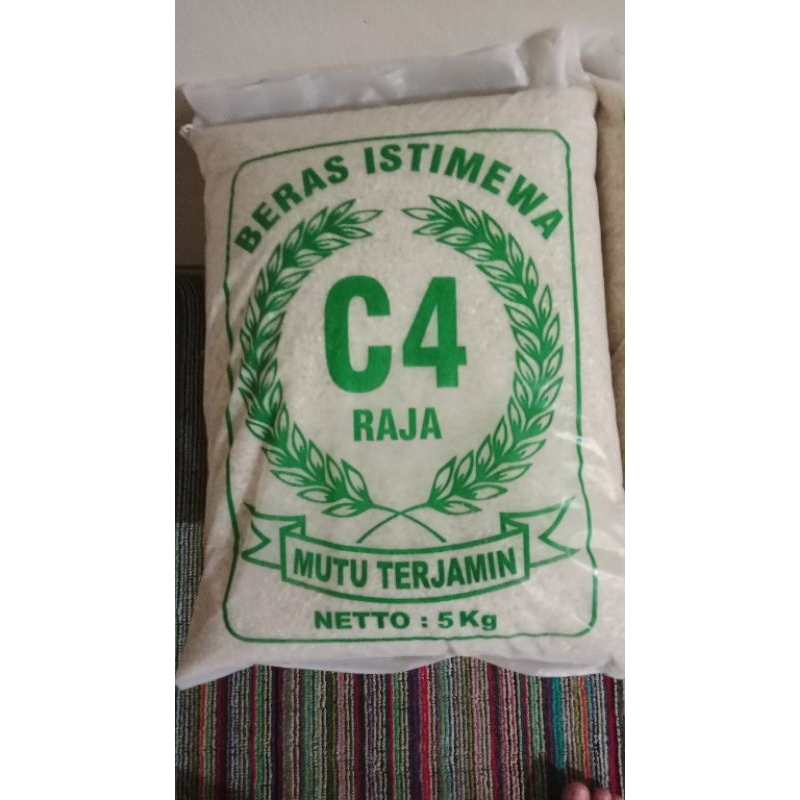 BERAS ISTIMEWA
C4
RAJA
MUTU TERJAMIN
NETTO : 5 Kg